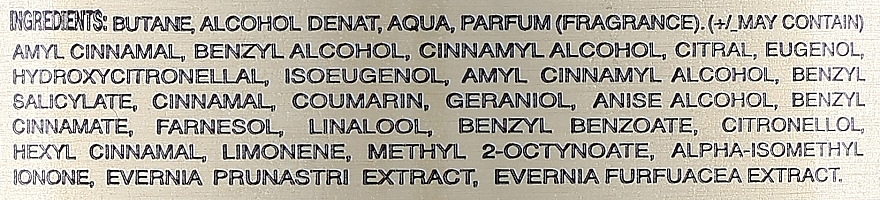 INGREDIENTS: BUTANE, ALCOHOL DENAT, AQUA, PARFUM (FRAGRANCE). (+/_MAY CONTAIN)
AMYL CINNAMAL, BENZYL ALCOHOL, CINNAMYL ALCOHOL, CITRAL, EUGENOL,
HYDROXYCITRONELLAL, ISOEUGENOL, AMYL CINNAMYL ALCOHOL, BENZYL
SALICYLATE, CINNAMAL, COUMARIN, GERANIOL, ANISE ALCOHOL, BENZYL
CINNAMATE, FARNESOL, LINALOOL, BENZYL BENZOATE, CITRONELLOL,
HEXYL CINNAMAL, LIMONENE, METHYL 2-OCTYNOATE, ALPHA-ISOMETHYL
IONONE, EVERNIA PRUNASTRI EXTRACT, EVERNIA FURFUACEA EXTRACT.